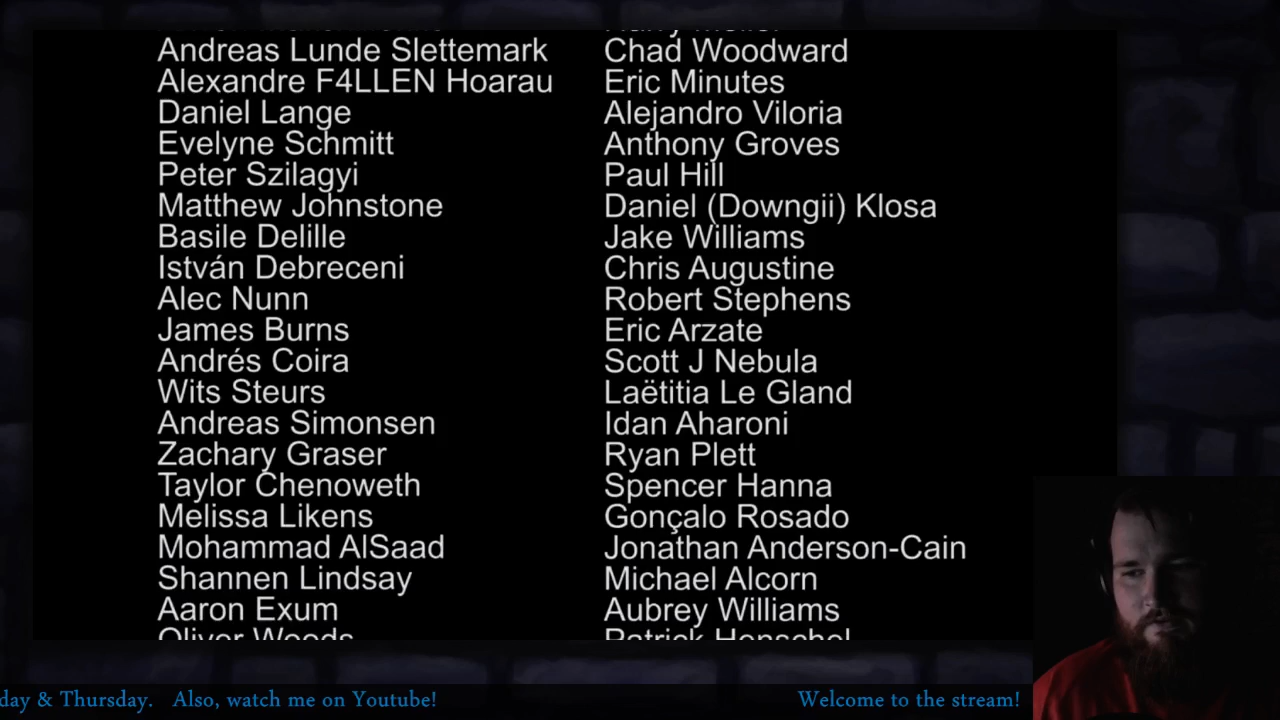 Andreas Lunde Slettemark
Alexandre F4LLEN Hoarau
Daniel Lange
Evelyne Schmitt
Peter Szilagyi
Matthew Johnstone
Basile Delille
István Debreceni
Alec Nunn
James Burns
Andrés Coira
Wits Steurs
Andreas Simonsen
Zachary Graser
Taylor Chenoweth
Melissa Likens
Mohammad AlSaad
Shannen Lindsay
Aaron Exum
Oliver Woods
Chad Woodward
Eric Minutes
Alejandro Viloria
Anthony Groves
Paul Hill
Daniel (Downgii) Klosa
Jake Williams
Chris Augustine
Robert Stephens
Eric Arzate
Scott J Nebula
Laëtitia Le Gland
Idan Aharoni
Ryan Plett
Spencer Hanna
Gonçalo Rosado
Jonathan Anderson-Cain
Michael Alcorn
Aubrey Williams
Patrick Henschel
day & Thursday. Also, watch me on Youtube! Welcome to the stream!